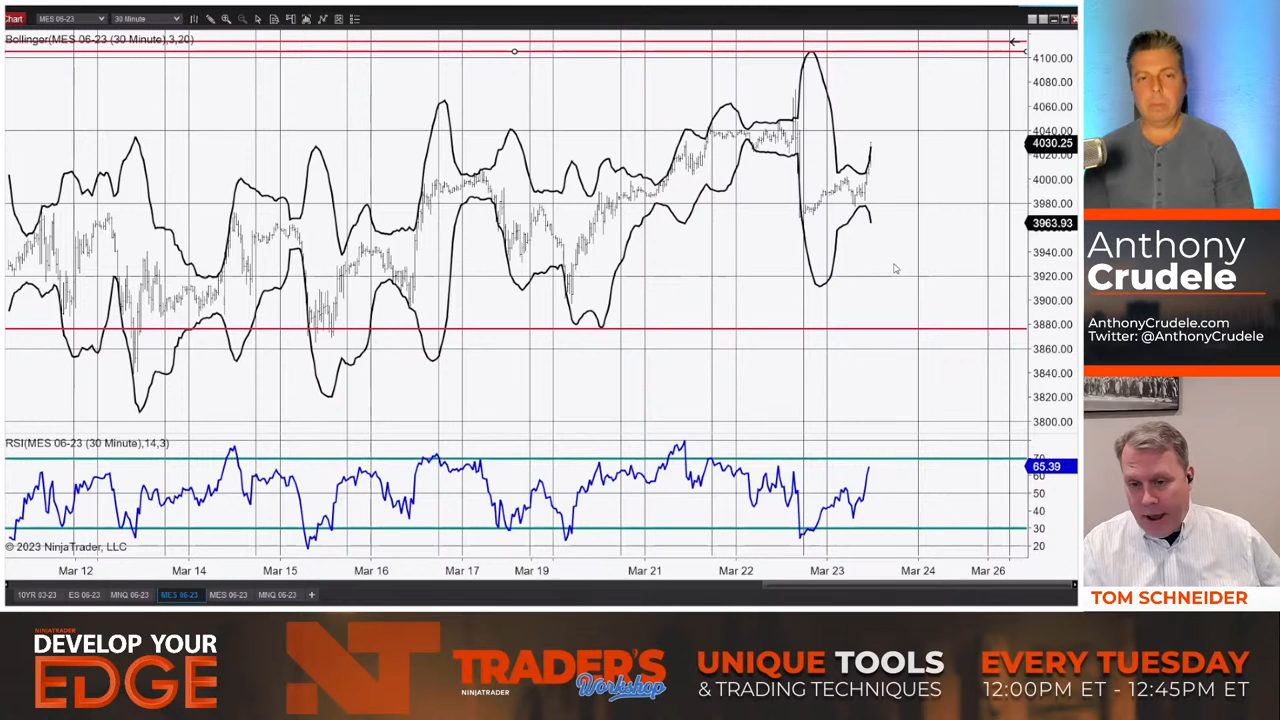 Chart
MES 06-23
30 Minute
Bollinger(MES 06-23 (30 Minute),3,20)
4100.00
4080.00
4060.00
4040.00
4030.25
4020.00
4000.00
3980.00
3963.93
3940.00
3920.00
3900.00
3880.00
3860.00
3840.00
3820.00
3800.00
RSI(MES 06-23 (30 Minute),14,3)
70
65.39
60
50
40
30
20
© 2023 NinjaTrader, LLC
Mar 12 Mar 14 Mar 15 Mar 16 Mar 17 Mar 19 Mar 21 Mar 22 Mar 23 Mar 24 Mar 26
10YR 03-23 ES 06-23 MNQ 06-23 MES 06-23 MES 06-23 MNQ 06-23 +
Anthony
Crudele
AnthonyCrudele.com
Twitter: @AnthonyCrudele
TOM SCHNEIDER
NINJATRADER
DEVELOP YOUR
EDGE
NT
TRADER'S
NINJATRADER
Workshop
UNIQUE TOOLS
& TRADING TECHNIQUES
EVERY TUESDAY
12:00PM ET - 12:45PM ET